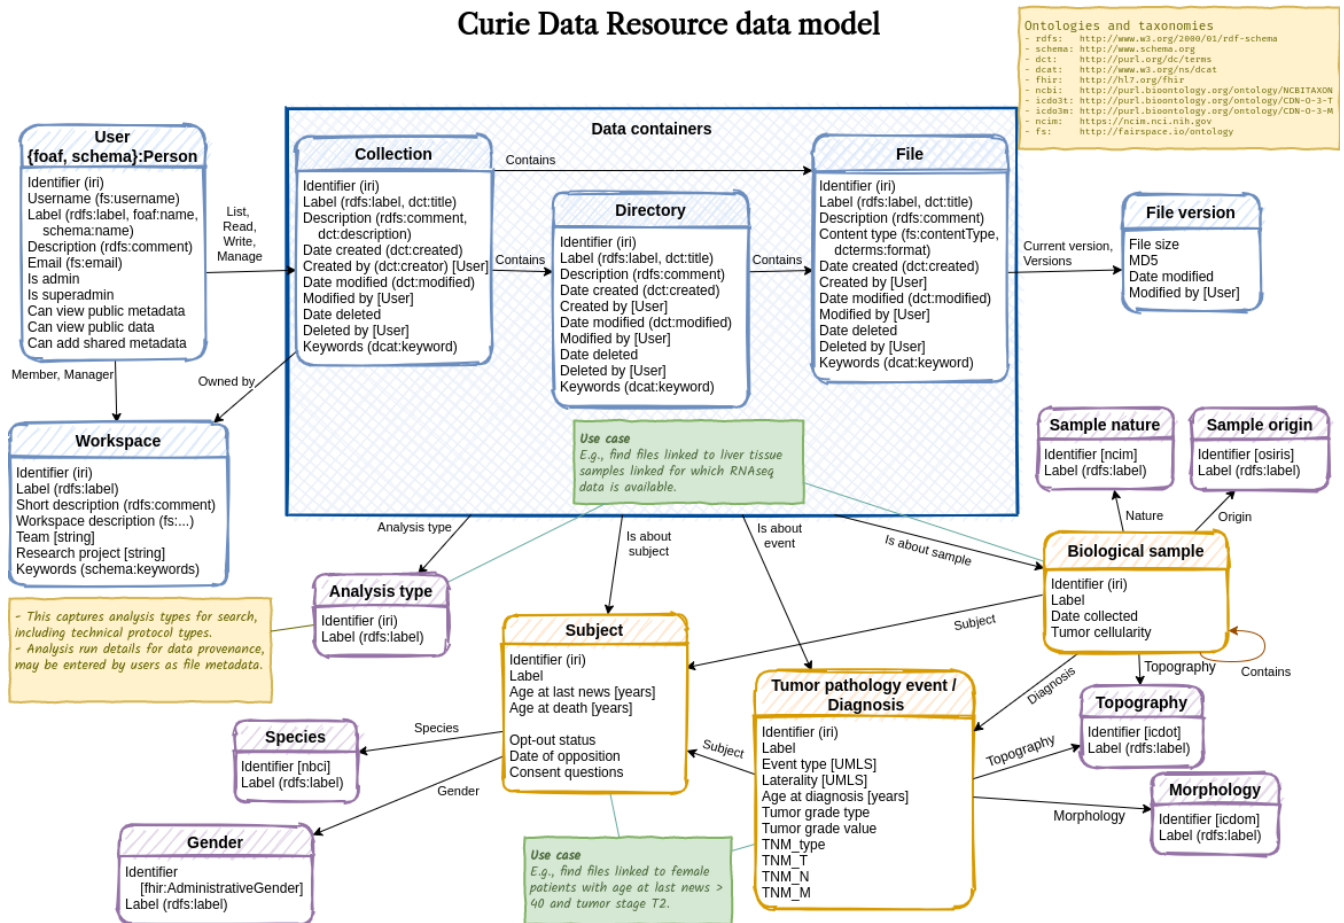 Curie Data Resource data model
Ontologies and taxonomies
- rdfs: http://www.w3.org/2000/01/rdf-schema
- schema: http://www.schema.org
- dct: http://purl.org/dc/terms
- dcat: http://www.w3.org/ns/dcat
- fhir: http://hl7.org/fhir
- ncbi: http://purl.bioontology.org/ontology/NCBITAXON
- icdo3t: http://purl.bioontology.org/ontology/CDN-O-3-T
- icdo3m: http://purl.bioontology.org/ontology/CDN-O-3-M
- ncim: https://ncim.nci.nih.gov
- fs: http://fairspace.io/ontology
User
{foaf, schema}:Person
Identifier (iri)
Username (fs:username)
Label (rdfs:label, foaf:name,
schema:name)
Description (rdfs:comment)
Email (fs:email)
Is admin
Is superadmin
Can view public metadata
Can view public data
Can add shared metadata
List,
Read,
Write,
Manage
Data containers
Collection
Identifier (iri)
Label (rdfs:label, dct:title)
Description (rdfs:comment,
dct:description)
Date created (dct:created)
Created by (dct:creator) [User]
Date modified (dct:modified)
Modified by [User]
Date deleted
Deleted by [User]
Keywords (dcat:keyword)
Contains
Contains
Directory
Identifier (iri)
Label (rdfs:label, dct:title)
Description (rdfs:comment)
Date created (dct:created)
Created by [User]
Date modified (dct:modified)
Modified by [User]
Date deleted
Deleted by [User]
Keywords (dcat:keyword)
Contains
File
Identifier (iri)
Label (rdfs:label, dct:title)
Description (rdfs:comment)
Content type (fs:contentType,
dcterms:format)
Date created (dct:created)
Created by [User]
Date modified (dct:modified)
Modified by [User]
Date deleted
Deleted by [User]
Keywords (dcat:keyword)
Current version,
Versions
File version
File size
MD5
Date modified
Modified by [User]
Member, Manager
Owned by
Workspace
Identifier (iri)
Label (rdfs:label)
Short description (rdfs:comment)
Workspace description (fs:...)
Team [string]
Research project [string]
Keywords (schema:keywords)
Use case
E.g., find files linked to liver tissue
samples linked for which RNAseq
data is available.
Sample nature
Identifier [ncim]
Label (rdfs:label)
Sample origin
Identifier [osiris]
Label (rdfs:label)
Nature
Origin
Analysis type
Is about
subject
Is about
event
Is about sample
Biological sample
Identifier (iri)
Label
Date collected
Tumor cellularity
Contains
Analysis type
Identifier (iri)
Label (rdfs:label)
- This captures analysis types for search,
including technical protocol types.
- Analysis run details for data provenance,
may be entered by users as file metadata.
Subject
Identifier (iri)
Label
Age at last news [years]
Age at death [years]
Opt-out status
Date of opposition
Consent questions
Subject
Diagnosis
Topography
Tumor pathology event /
Diagnosis
Identifier (iri)
Label
Event type [UMLS]
Laterality [UMLS]
Age at diagnosis [years]
Tumor grade type
Tumor grade value
TNM_type
TNM_T
TNM_N
TNM_M
Subject
Topography
Morphology
Topography
Identifier [icdot]
Label (rdfs:label)
Morphology
Identifier [icdom]
Label (rdfs:label)
Species
Species
Identifier [nbci]
Label (rdfs:label)
Gender
Gender
Identifier
[fhir:AdministrativeGender]
Label (rdfs:label)
Use case
E.g., find files linked to female
patients with age at last news >
40 and tumor stage T2.